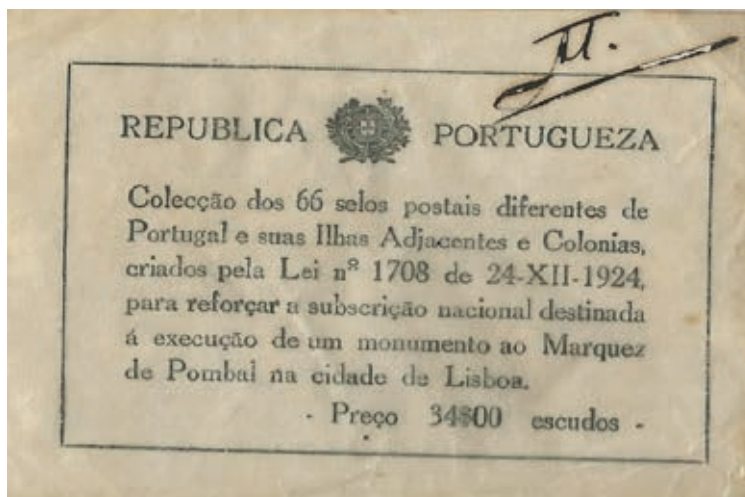 REPUBLICA PORTUGUEZA
Colecção dos 66 selos postais diferentes de
Portugal e suas Ilhas Adjacentes e Colonias,
criados pela Lei nº 1708 de 24-XII-1924,
para reforçar a subscrição nacional destinada
á execução de um monumento ao Marquez
de Pombal na cidade de Lisboa.
- Preço 34$00 escudos -